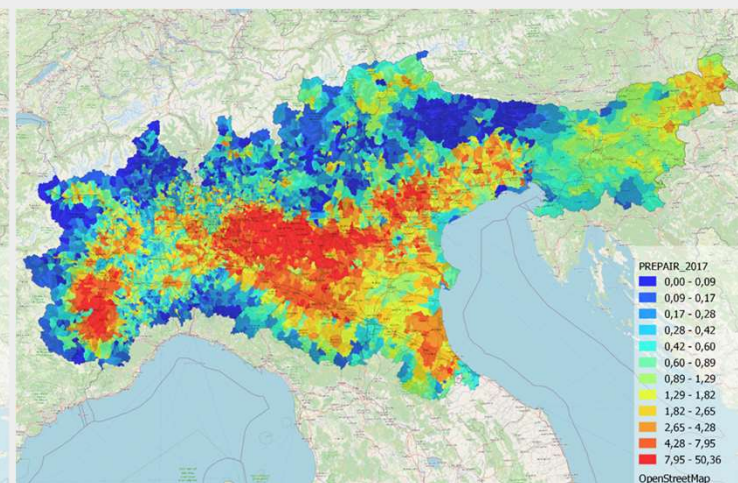 PREPAIR_2017
0,00 - 0,09
0,09 - 0,17
0,17 - 0,28
0,28 - 0,42
0,42 - 0,60
0,60 - 0,89
0,89 - 1,29
1,29 - 1,82
1,82 - 2,65
2,65 - 4,28
4,28 - 7,95
7,95 - 50,36
OpenStreetMap